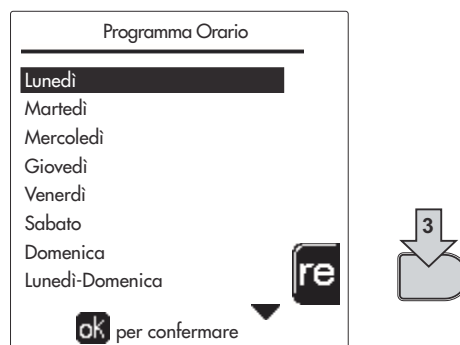 Programma Orario
Lunedì
Martedì
Mercoledì
Giovedì
Venerdì
Sabato
Domenica
Lunedì-Domenica
re
ok per confermare
3